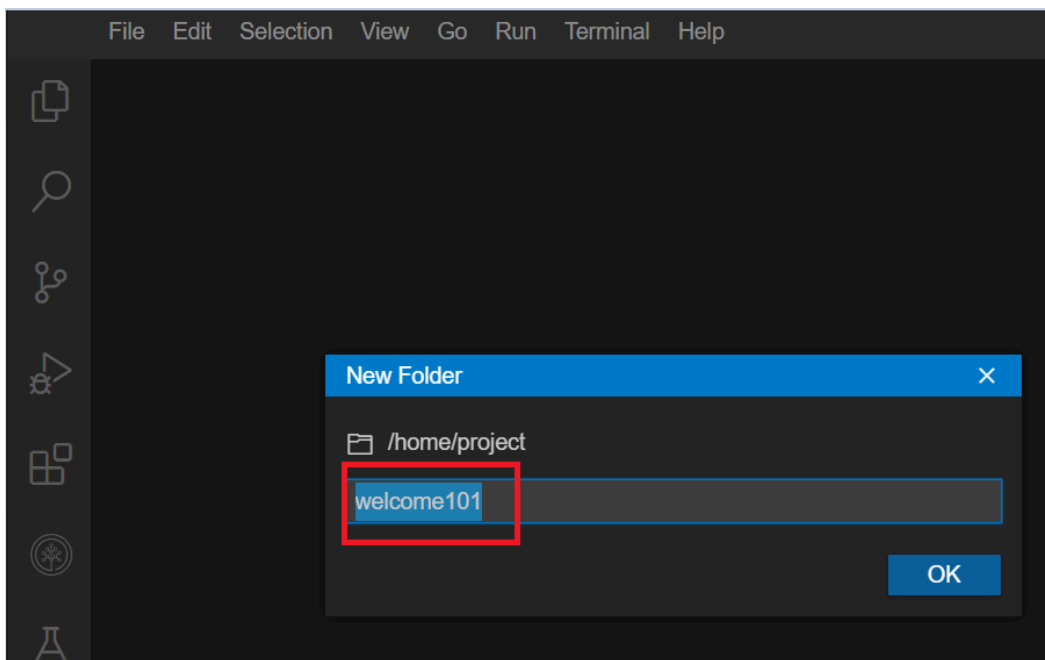 File Edit Selection View Go Run Terminal Help
New Folder
/home/project
welcome101
OK